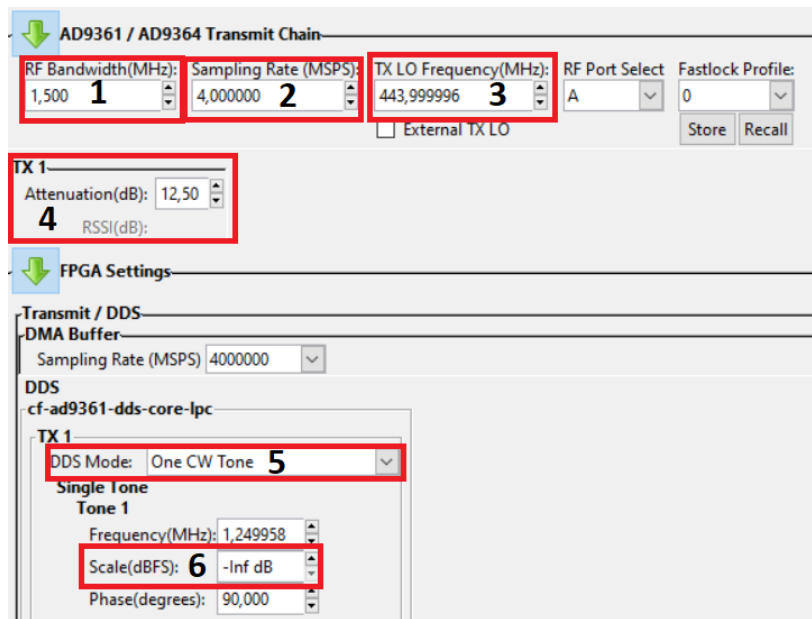 AD9361 / AD9364 Transmit Chain
RF Bandwidth(MHz): Sampling Rate (MSPS): TX LO Frequency(MHz): RF Port Select Fastlock Profile:
1,500 1 4,000000 2 443,999996 3 A 0
External TX LO Store Recall
TX 1
Attenuation(dB): 12,50
4 RSSI(dB):
FPGA Settings
Transmit / DDS
DMA Buffer
Sampling Rate (MSPS) 4000000
DDS
cf-ad9361-dds-core-lpc
TX 1
DDS Mode: One CW Tone 5
Single Tone
Tone 1
Frequency(MHz): 1,249958
Scale(dBFS): 6 -Inf dB
Phase(degrees): 90,000